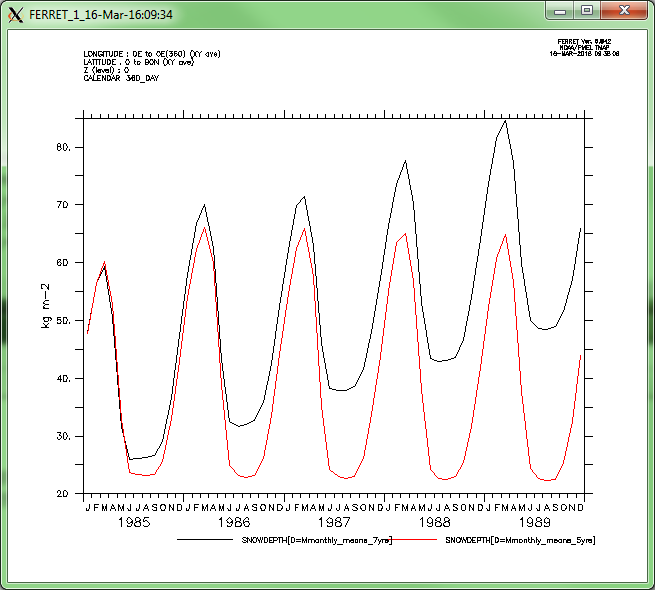 FERRET_1_16-Mar-16:09:34
FERRET Ver. 6.842
NOAA/PMEL TMAP
16-MAR-2016 09:38:08
LONGITUDE : 0E to 0E(360) (XY ave)
LATITUDE : 0 to 80N (XY ave)
Z (level) : 0
CALENDAR 360_DAY
80.
70
60
50.
40.
30.
20
kg m-2
J F M A M J J A S O N D J F M A M J J A S O N D J F M A M J J A S O N D J F M A M J J A S O N D J F M A M J J A S O N D
1985 1986 1987 1988 1989
SNOWDEPTH[D=Mmonthly_means_7yrs] SNOWDEPTH[D=Mmonthly_means_5yrs]